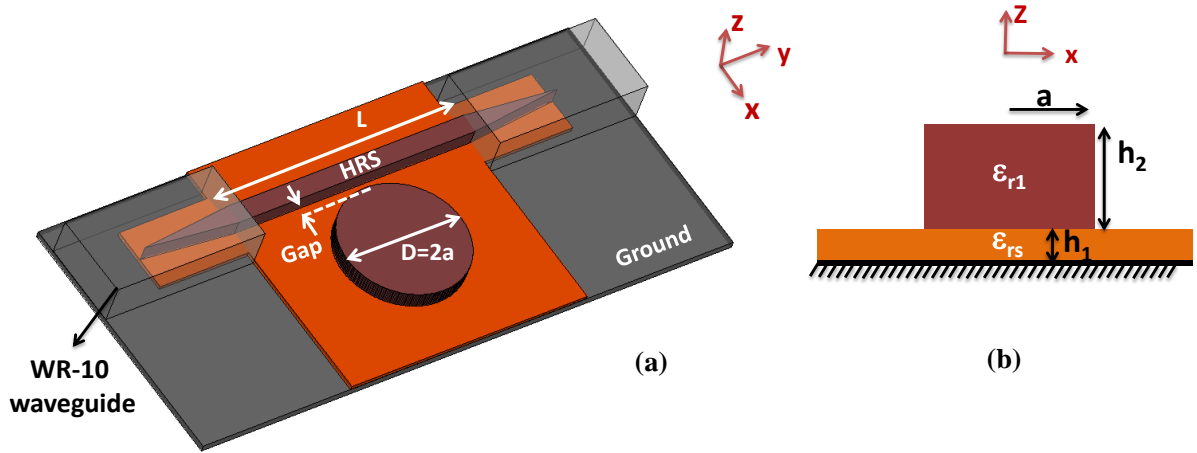 z
y
x
L
HRS
Gap
D=2a
Ground
WR-10
waveguide
(a)
z
x
a
εr1
h2
εrs
h1
(b)